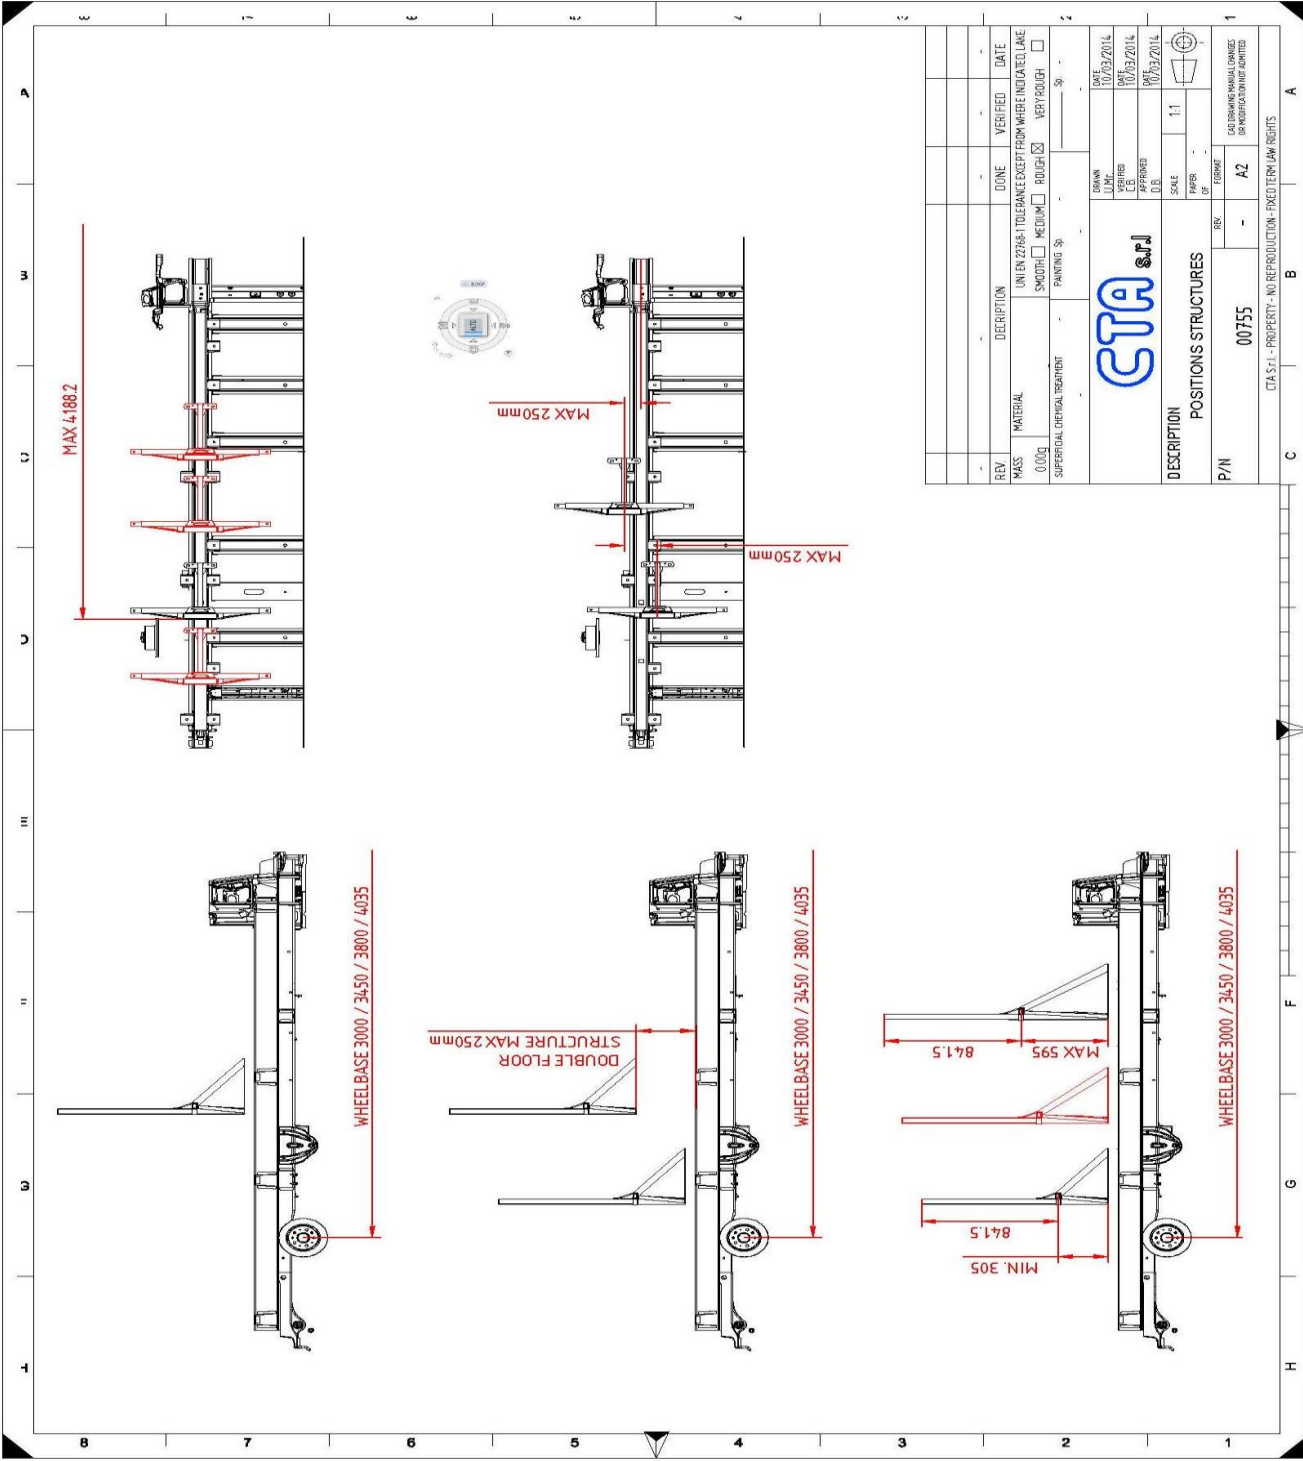 MAX 4188.2
MAX 250mm
MAX 250mm
AUTO
WHEELBASE 3000 / 3450 / 3800 / 4035
DOUBLE FLOOR
STRUCTURE MAX 250mm
WHEELBASE 3000 / 3450 / 3800 / 4035
841.5
MAX 595
841.5
MIN. 305
WHEELBASE 3000 / 3450 / 3800 / 4035
REV.
DECRIPTION
DONE
VERIFIED
DATE
MASS
0.00g
MATERIAL
UNI EN 22768-1 TOLERANCE EXCEPT FROM WHERE INDICATED, LAKE
SMOOTH
MEDIUM
ROUGH
VERY ROUGH
SUPERFICIAL CHEMICAL TREATMENT
-
PAINTING Sp.
-
Sp. -
CTA s.r.l
DRAWN
U.Mr.
DATE
10/03/2014
VERIFIED
C.B.
DATE
10/03/2014
APPROVED
D.B.
DATE
10/03/2014
DESCRIPTION
POSITIONS STRUCTURES
SCALE
1:1
PAPER -
OF -
P/N
00755
REV.
-
FORMAT
A2
CAD DRAWING MANUAL CHANGES
OR MODIFICATION NOT ADMITTED
CTA S.r.l. - PROPERTY - NO REPRODUCTION - FIXED TERM LAW RIGHTS
A
B
C
F
G
H
8
7
6
5
4
3
2
1